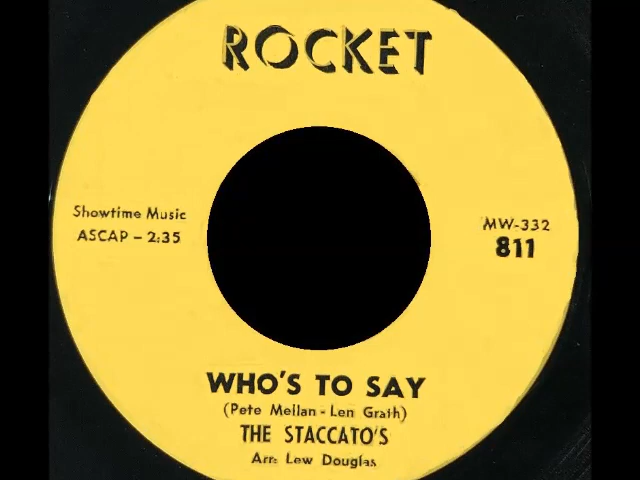 ROCKET
Showtime Music
ASCAP - 2:35
MW-332
811
WHO'S TO SAY
(Pete Mellan - Len Grath)
THE STACCATO'S
Arr: Lew Douglas